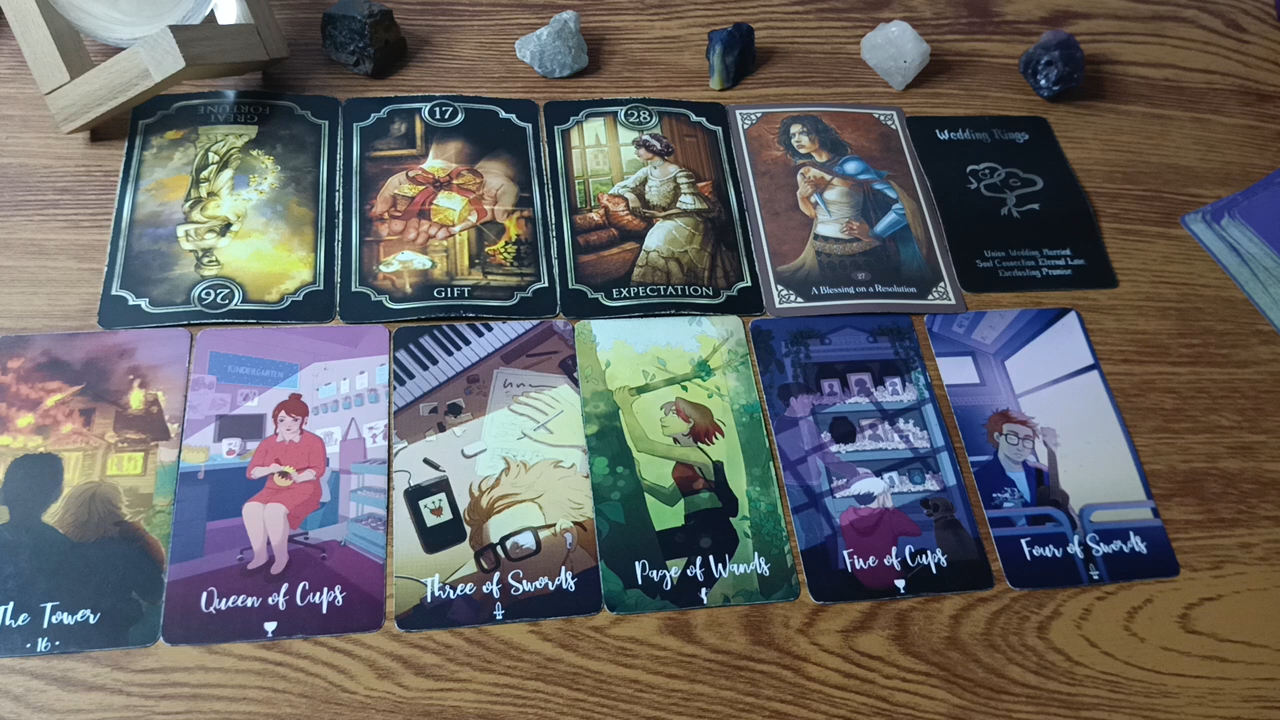 GREAT
FORTUNE
26
17
GIFT
28
EXPECTATION
27
A Blessing on a Resolution
Wedding Rings
Union Wedding Married
Soul Connection Eternal Love
Everlasting Promise
The Tower
• 16 •
KINDERGARTEN
Queen of Cups
Three of Swords
Page of Wands
Five of Cups
Four of Swords